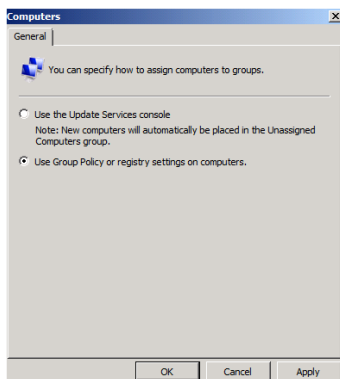 Computers
General
You can specify how to assign computers to groups.
Use the Update Services console
Note: New computers will automatically be placed in the Unassigned
Computers group.
Use Group Policy or registry settings on computers.
OK Cancel Apply